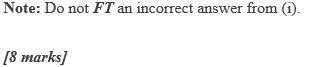 Note: Do not FT an incorrect answer from (i).
[8 marks]